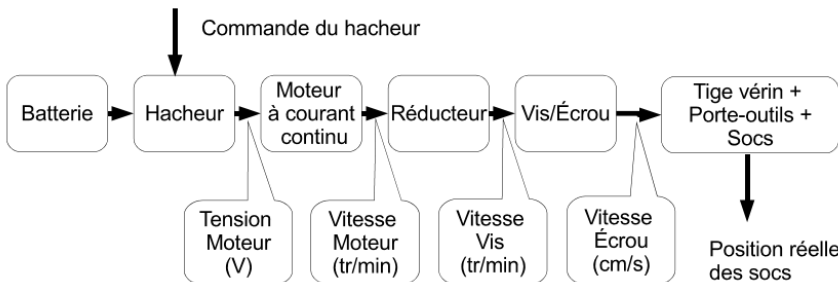 Commande du hacheur
Batterie
Hacheur
Moteur
à courant
continu
Réducteur
Vis/Écrou
Tige vérin +
Porte-outils +
Socs
Tension
Moteur
(V)
Vitesse
Moteur
(tr/min)
Vitesse
Vis
(tr/min)
Vitesse
Écrou
(cm/s)
Position réelle
des socs